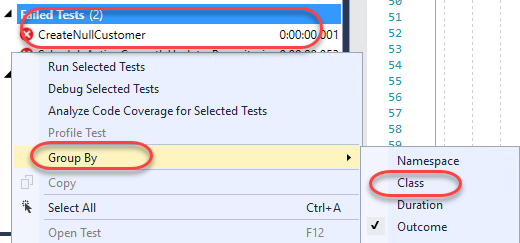 Failed Tests (2)
CreateNullCustomer 0:00:00.001
Run Selected Tests
Debug Selected Tests
Analyze Code Coverage for Selected Tests
Profile Test
Group By
Copy
Select All Ctrl+A
Open Test F12
Namespace
Class
Duration
Outcome
50
51
52
53
54
55
56
57
58
59